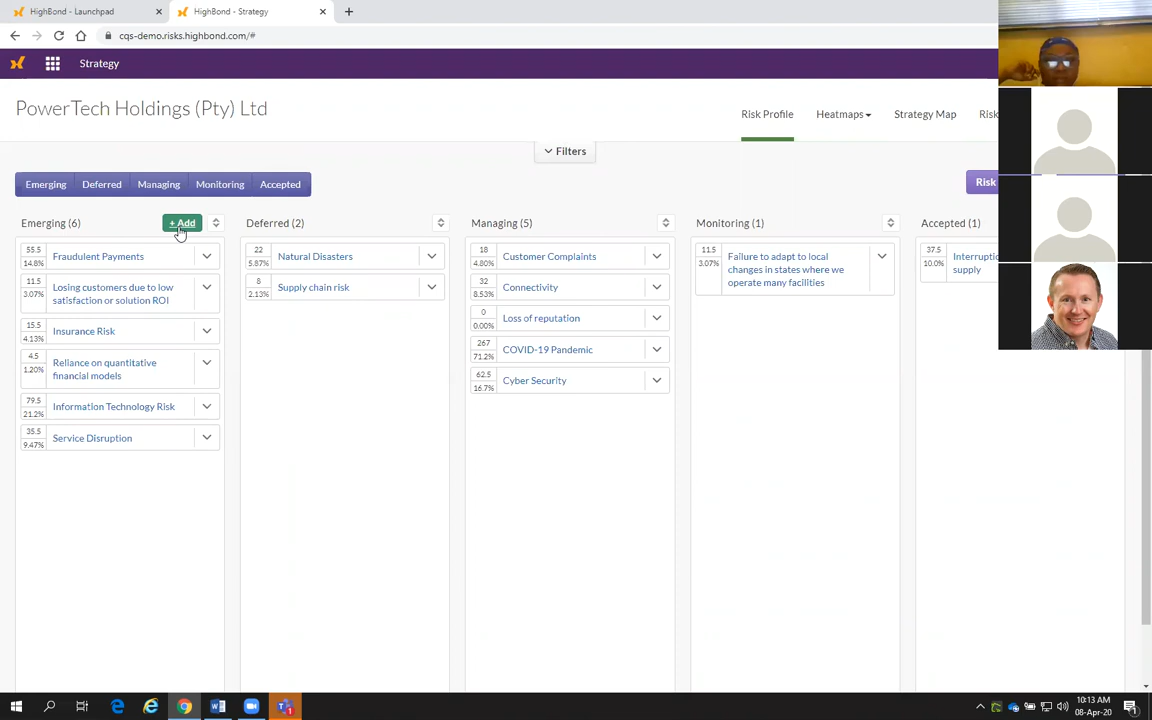 HighBond - Launchpad
HighBond - Strategy
cqs-demo.risks.highbond.com/#
Strategy
PowerTech Holdings (Pty) Ltd
Risk Profile
Heatmaps
Strategy Map
Risk
Filters
Emerging
Deferred
Managing
Monitoring
Accepted
Risk
Emerging (6)
+ Add
55.5
14.8%
Fraudulent Payments
11.5
3.07%
Losing customers due to low
satisfaction or solution ROI
15.5
4.13%
Insurance Risk
4.5
1.20%
Reliance on quantitative
financial models
79.5
21.2%
Information Technology Risk
35.5
9.47%
Service Disruption
Deferred (2)
22
5.87%
Natural Disasters
8
2.13%
Supply chain risk
Managing (5)
18
4.80%
Customer Complaints
32
8.53%
Connectivity
0
0.00%
Loss of reputation
267
71.2%
COVID-19 Pandemic
62.5
16.7%
Cyber Security
Monitoring (1)
11.5
3.07%
Failure to adapt to local
changes in states where we
operate many facilities
Accepted (1)
37.5
10.0%
Interruptio
supply
10:13 AM
08-Apr-20
1
1